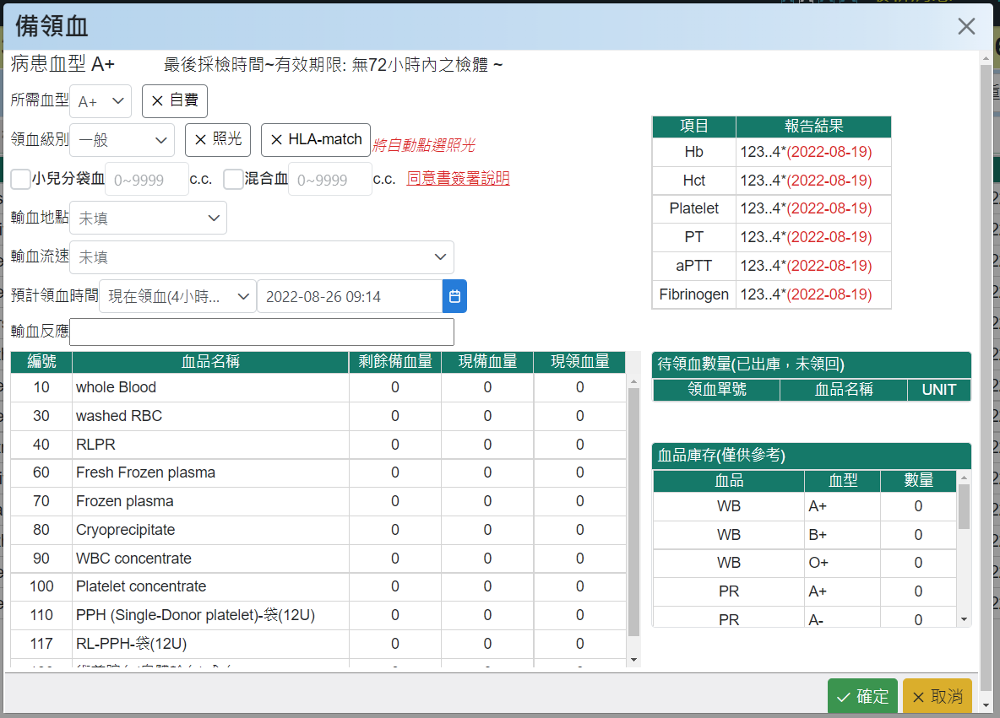 備領血
病患血型 A+ 最後採檢時間~有效期限: 無72小時內之檢體 ~
所需血型 A+ 自費
領血級別 一般 照光 HLA-match 將自動點選照光
小兒分袋血 0~9999 c.c. 混合血 0~9999 c.c. 同意書簽署說明
輸血地點 未填
輸血流速 未填
預計領血時間 現在領血(4小時... 2022-08-26 09:14
輸血反應
項目 報告結果
Hb 123..4*(2022-08-19)
Hct 123..4*(2022-08-19)
Platelet 123..4*(2022-08-19)
PT 123..4*(2022-08-19)
aPTT 123..4*(2022-08-19)
Fibrinogen 123..4*(2022-08-19)
編號 血品名稱 剩餘備血量 現備血量 現領血量
10 whole Blood 0 0 0
30 washed RBC 0 0 0
40 RLPR 0 0 0
60 Fresh Frozen plasma 0 0 0
70 Frozen plasma 0 0 0
80 Cryoprecipitate 0 0 0
90 WBC concentrate 0 0 0
100 Platelet concentrate 0 0 0
110 PPH (Single-Donor platelet)-袋(12U) 0 0 0
117 RL-PPH-袋(12U) 0 0 0
待領血數量(已出庫，未領回)
領血單號 血品名稱 UNIT
血品庫存(僅供參考)
血品 血型 數量
WB A+ 0
WB B+ 0
WB O+ 0
PR A+ 0
PR A- 0
確定 取消